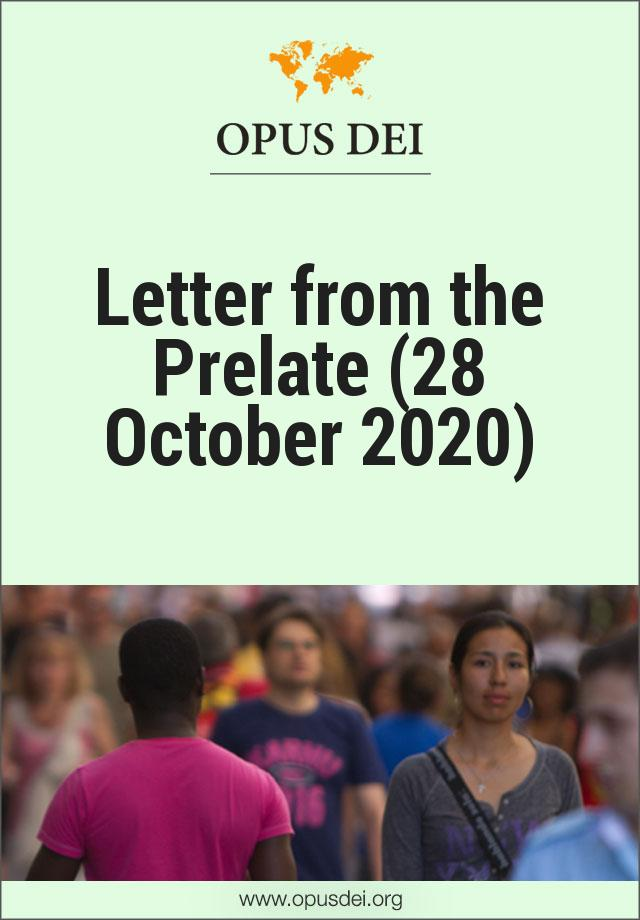 OPUS DEI
Letter from the
Prelate (28
October 2020)
www.opusdei.org